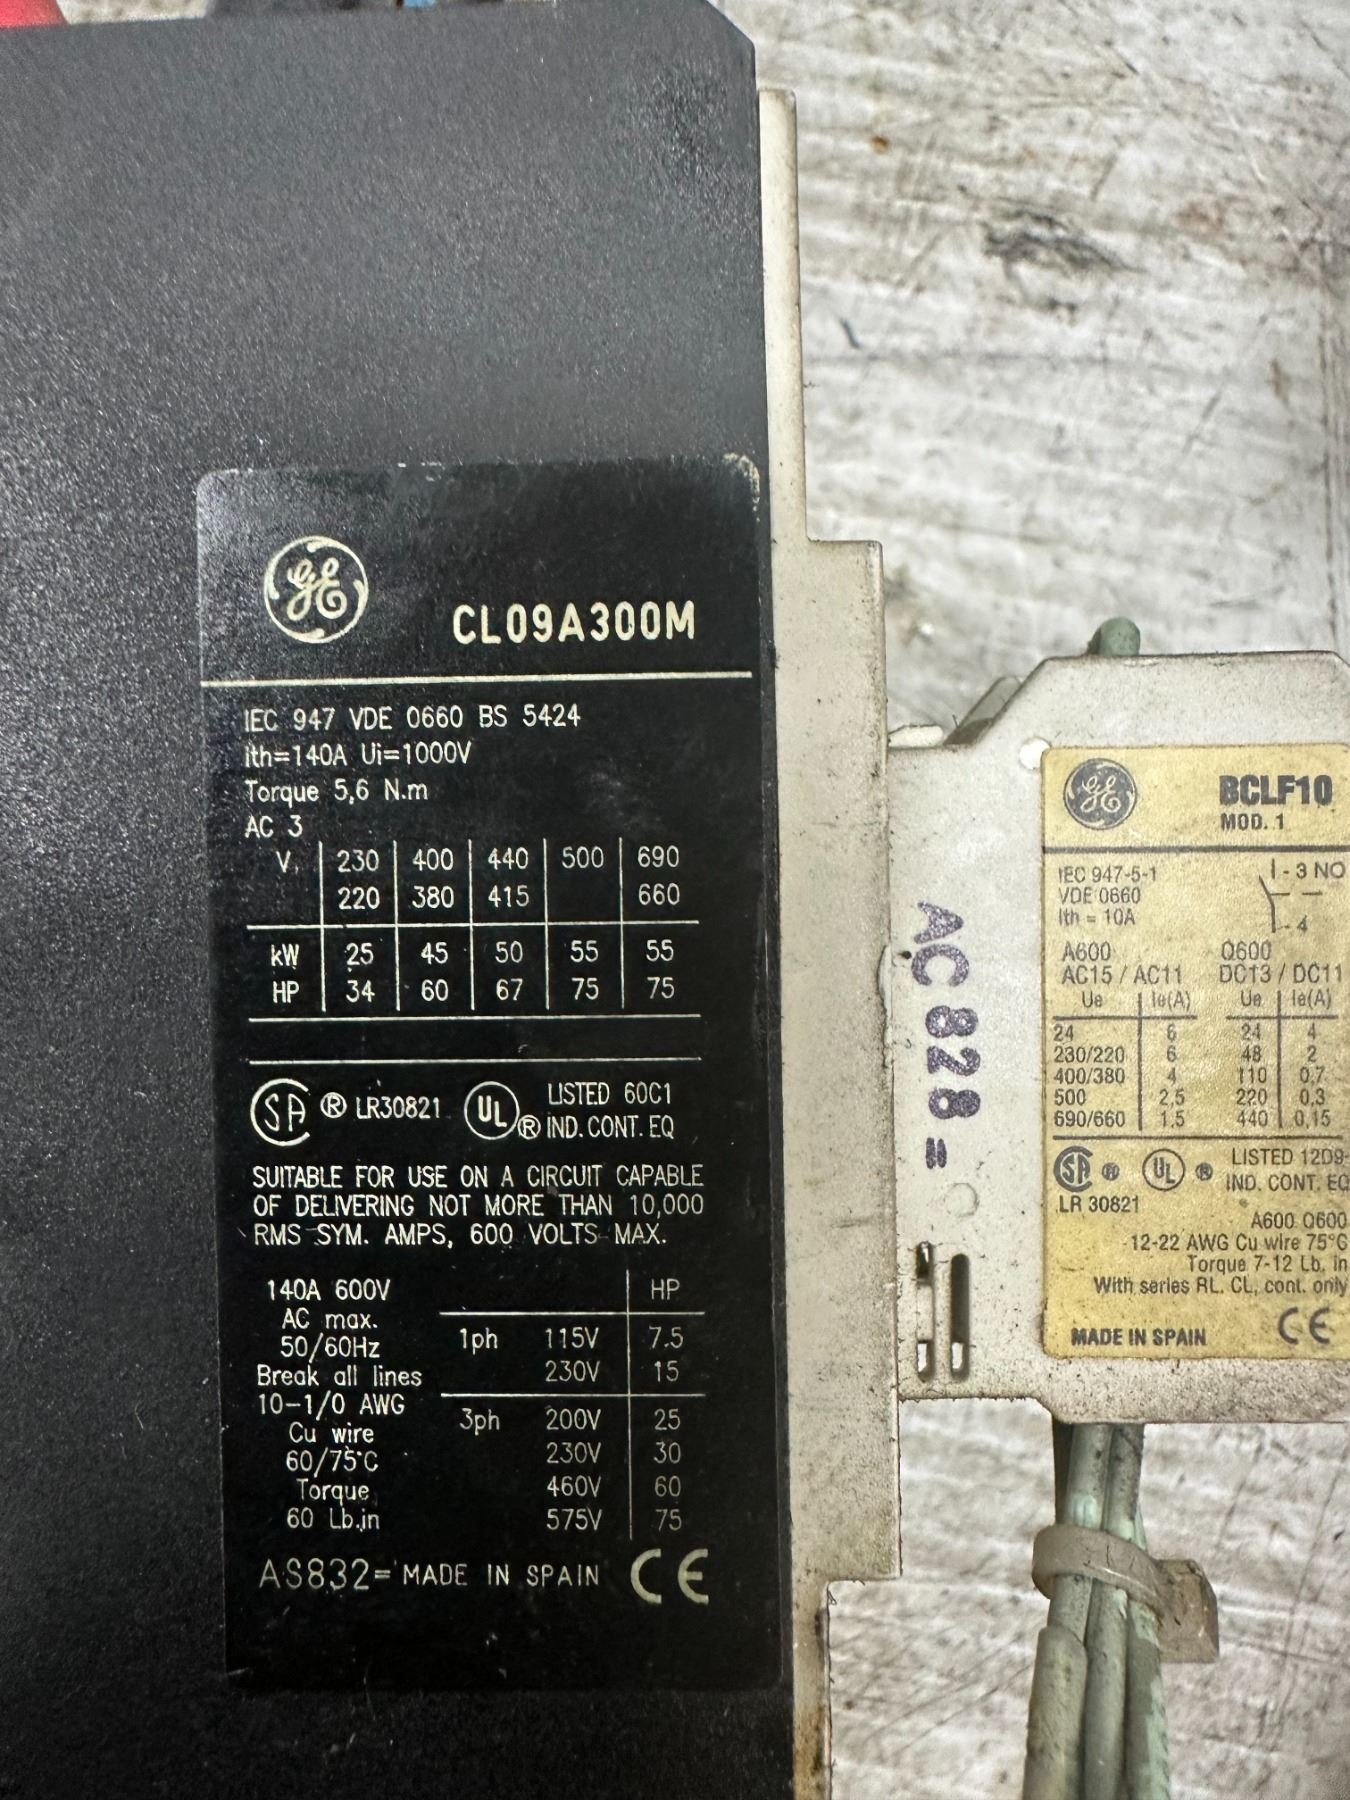 GE
CL09A300M
IEC 947 VDE 0660 BS 5424
Ith=140A Ui=1000V
Torque 5,6 N.m
AC 3
V. 230 400 440 500 690
220 380 415 660
kW 25 45 50 55 55
HP 34 60 67 75 75
SA ® LR30821 UL ® LISTED 60C1
IND. CONT. EQ
SUITABLE FOR USE ON A CIRCUIT CAPABLE
OF DELIVERING NOT MORE THAN 10,000
RMS SYM. AMPS, 600 VOLTS MAX.
140A 600V
AC max.
50/60Hz
Break all lines
10-1/0 AWG
Cu wire
60/75°C
Torque
60 Lb.in
HP
1ph 115V 7.5
230V 15
3ph 200V 25
230V 30
460V 60
575V 75
AS832= MADE IN SPAIN CE
AC828=
GE
BCLF10
MOD. 1
IEC 947-5-1
VDE 0660
Ith = 10A
- 3 NO
- 4
A600 Q600
AC15 / AC11 DC13 / DC11
Ue Ie(A) Ue Ie(A)
24 6 24 4
230/220 6 48 2
400/380 4 110 0,7
500 2,5 220 0,3
690/660 1.5 440 0,15
SA ® UL ® LISTED 12D9-
LR 30821 IND. CONT. EQ
A600 Q600
12-22 AWG Cu wire 75°C
Torque 7-12 Lb. in
With series RL, CL, cont. only
MADE IN SPAIN CE